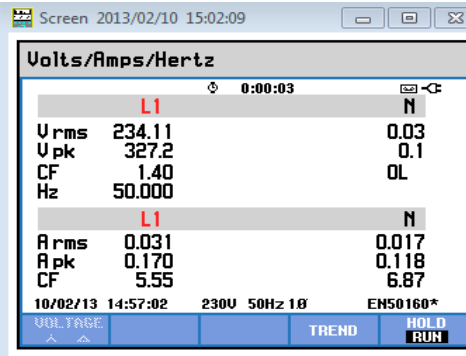 Screen 2013/02/10 15:02:09
Volts/Amps/Hertz
0:00:03
L1 N
V rms 234.11 0.03
V pk 327.2 0.1
CF 1.40 OL
Hz 50.000
L1 N
A rms 0.031 0.017
A pk 0.170 0.118
CF 5.55 6.87
10/02/13 14:57:02 230V 50Hz 1Ø EN50160*
VOLTAGE TREND HOLD
RUN